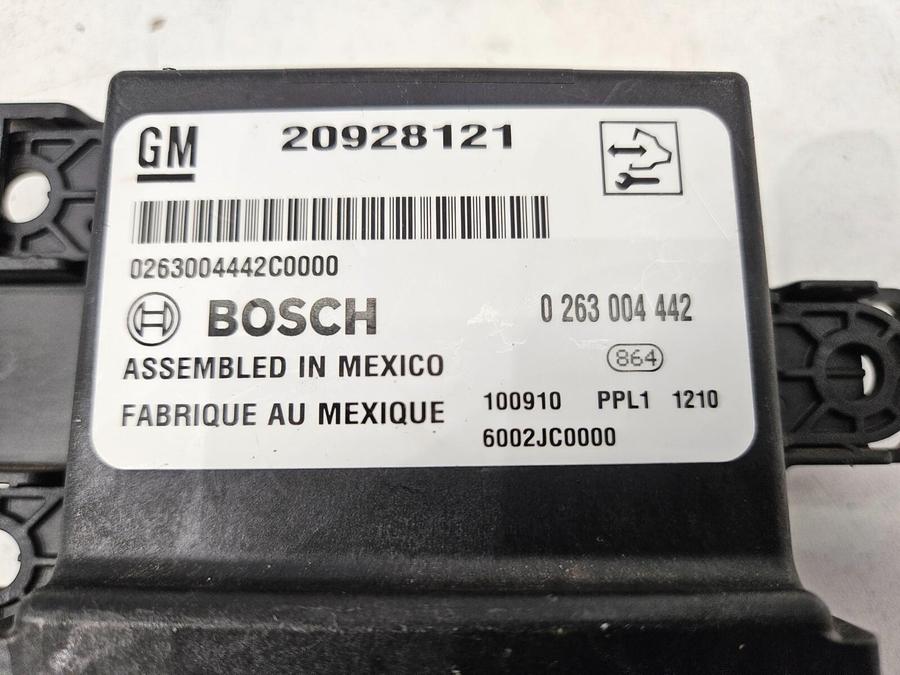 GM 20928121
0263004442C0000
BOSCH 0 263 004 442
ASSEMBLED IN MEXICO 864
FABRIQUE AU MEXIQUE 100910 PPL1 1210
6002JC0000